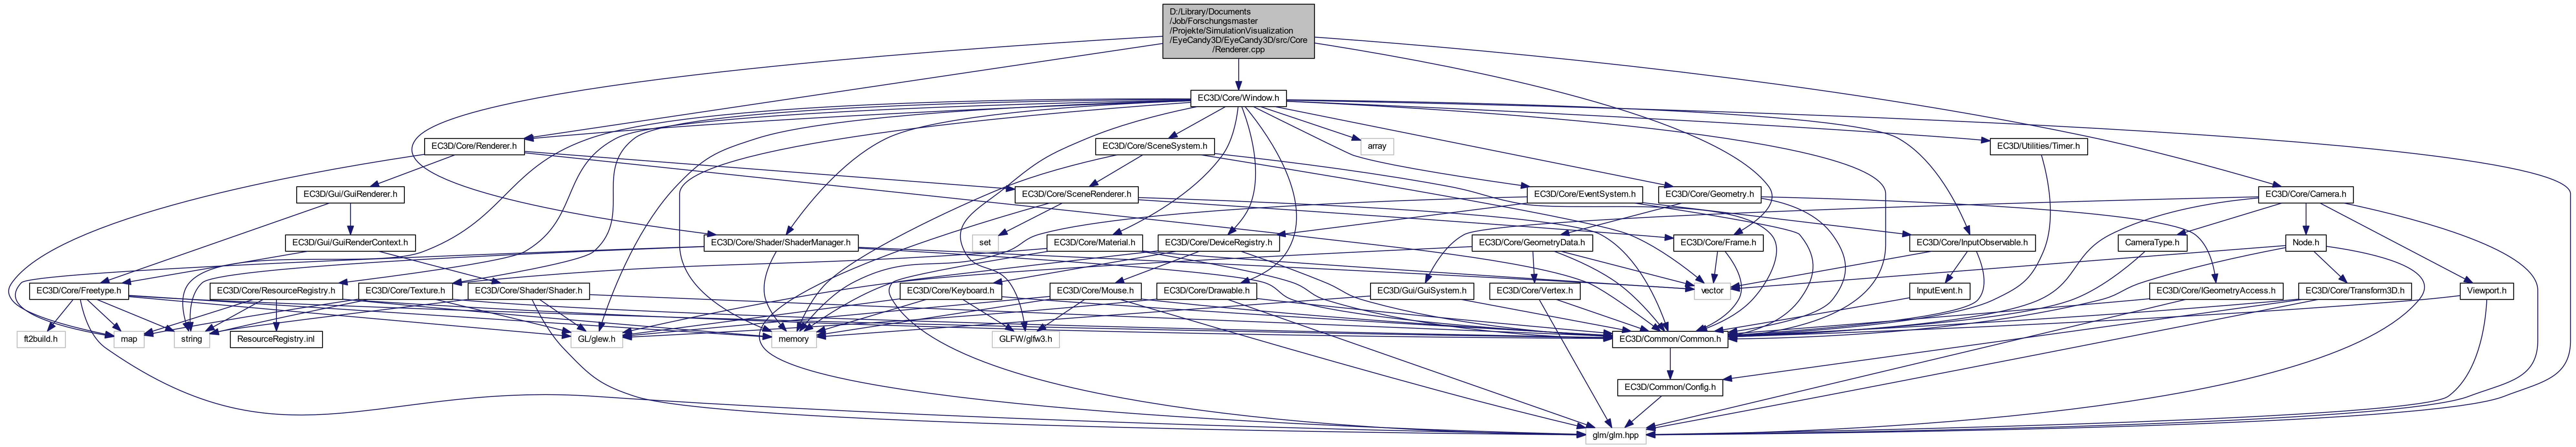 D:/Library/Documents
/Job/Forschungsmaster
/Projekte/SimulationVisualization
/EyeCandy3D/EyeCandy3D/src/Core
/Renderer.cpp
EC3D/Core/Window.h
EC3D/Core/Renderer.h
EC3D/Core/SceneSystem.h
array
EC3D/Utilities/Timer.h
EC3D/Gui/GuiRenderer.h
EC3D/Core/SceneRenderer.h
EC3D/Core/EventSystem.h
EC3D/Core/Geometry.h
EC3D/Core/Camera.h
EC3D/Gui/GuiRenderContext.h
EC3D/Core/Shader/ShaderManager.h
set
EC3D/Core/Material.h
EC3D/Core/DeviceRegistry.h
EC3D/Core/GeometryData.h
EC3D/Core/Frame.h
EC3D/Core/InputObservable.h
CameraType.h
Node.h
EC3D/Core/Freetype.h
EC3D/Core/ResourceRegistry.h
EC3D/Core/Texture.h
EC3D/Core/Shader/Shader.h
EC3D/Core/Keyboard.h
EC3D/Core/Mouse.h
EC3D/Core/Drawable.h
EC3D/Gui/GuiSystem.h
EC3D/Core/Vertex.h
vector
InputEvent.h
EC3D/Core/IGeometryAccess.h
EC3D/Core/Transform3D.h
Viewport.h
ft2build.h
map
string
ResourceRegistry.inl
GL/glew.h
memory
GLFW/glfw3.h
EC3D/Common/Common.h
EC3D/Common/Config.h
glm/glm.hpp